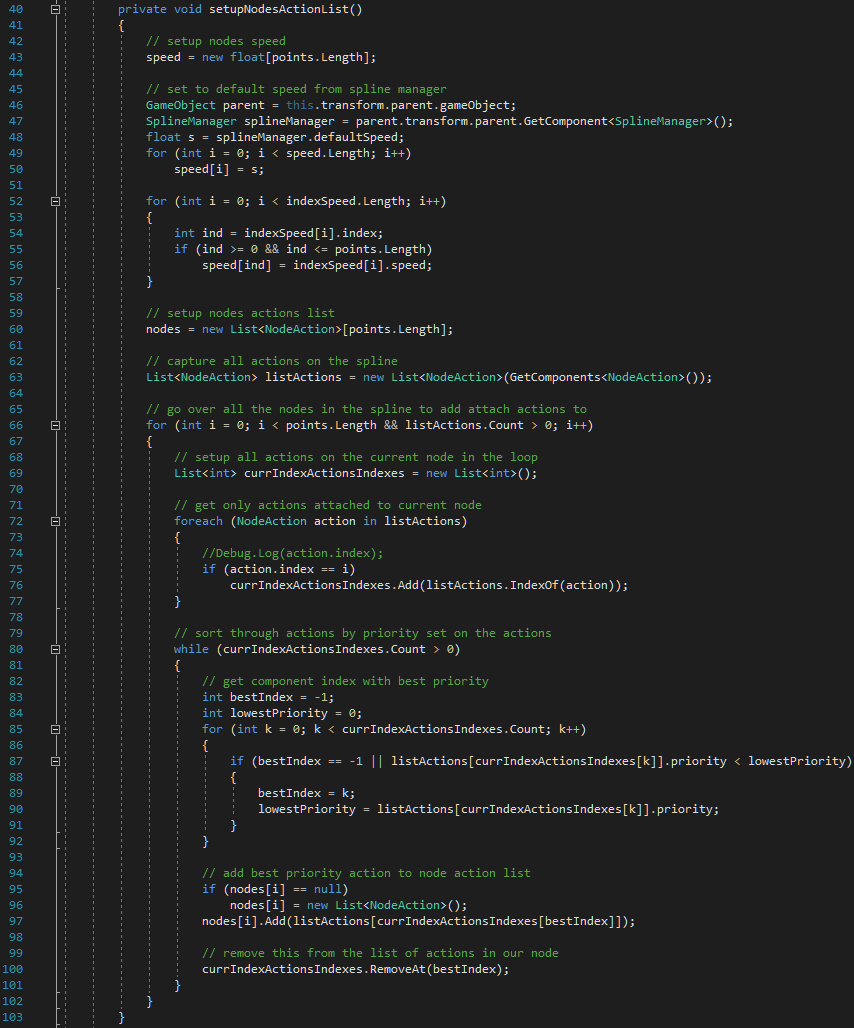 40 private void setupNodesActionList()
41 {
42 // setup nodes speed
43 speed = new float[points.Length];
44
45 // set to default speed from spline manager
46 GameObject parent = this.transform.parent.gameObject;
47 SplineManager splineManager = parent.transform.parent.GetComponent<SplineManager>();
48 float s = splineManager.defaultSpeed;
49 for (int i = 0; i < speed.Length; i++)
50 speed[i] = s;
51
52 for (int i = 0; i < indexSpeed.Length; i++)
53 {
54 int ind = indexSpeed[i].index;
55 if (ind >= 0 && ind <= points.Length)
56 speed[ind] = indexSpeed[i].speed;
57 }
58
59 // setup nodes actions list
60 nodes = new List<NodeAction>[points.Length];
61
62 // capture all actions on the spline
63 List<NodeAction> listActions = new List<NodeAction>(GetComponents<NodeAction>());
64
65 // go over all the nodes in the spline to add attach actions to
66 for (int i = 0; i < points.Length && listActions.Count > 0; i++)
67 {
68 // setup all actions on the current node in the loop
69 List<int> currIndexActionsIndexes = new List<int>();
70
71 // get only actions attached to current node
72 foreach (NodeAction action in listActions)
73 {
74 //Debug.Log(action.index);
75 if (action.index == i)
76 currIndexActionsIndexes.Add(listActions.IndexOf(action));
77 }
78
79 // sort through actions by priority set on the actions
80 while (currIndexActionsIndexes.Count > 0)
81 {
82 // get component index with best priority
83 int bestIndex = -1;
84 int lowestPriority = 0;
85 for (int k = 0; k < currIndexActionsIndexes.Count; k++)
86 {
87 if (bestIndex == -1 || listActions[currIndexActionsIndexes[k]].priority < lowestPriority)
88 {
89 bestIndex = k;
90 lowestPriority = listActions[currIndexActionsIndexes[k]].priority;
91 }
92 }
93
94 // add best priority action to node action list
95 if (nodes[i] == null)
96 nodes[i] = new List<NodeAction>();
97 nodes[i].Add(listActions[currIndexActionsIndexes[bestIndex]]);
98
99 // remove this from the list of actions in our node
100 currIndexActionsIndexes.RemoveAt(bestIndex);
101 }
102 }
103 }